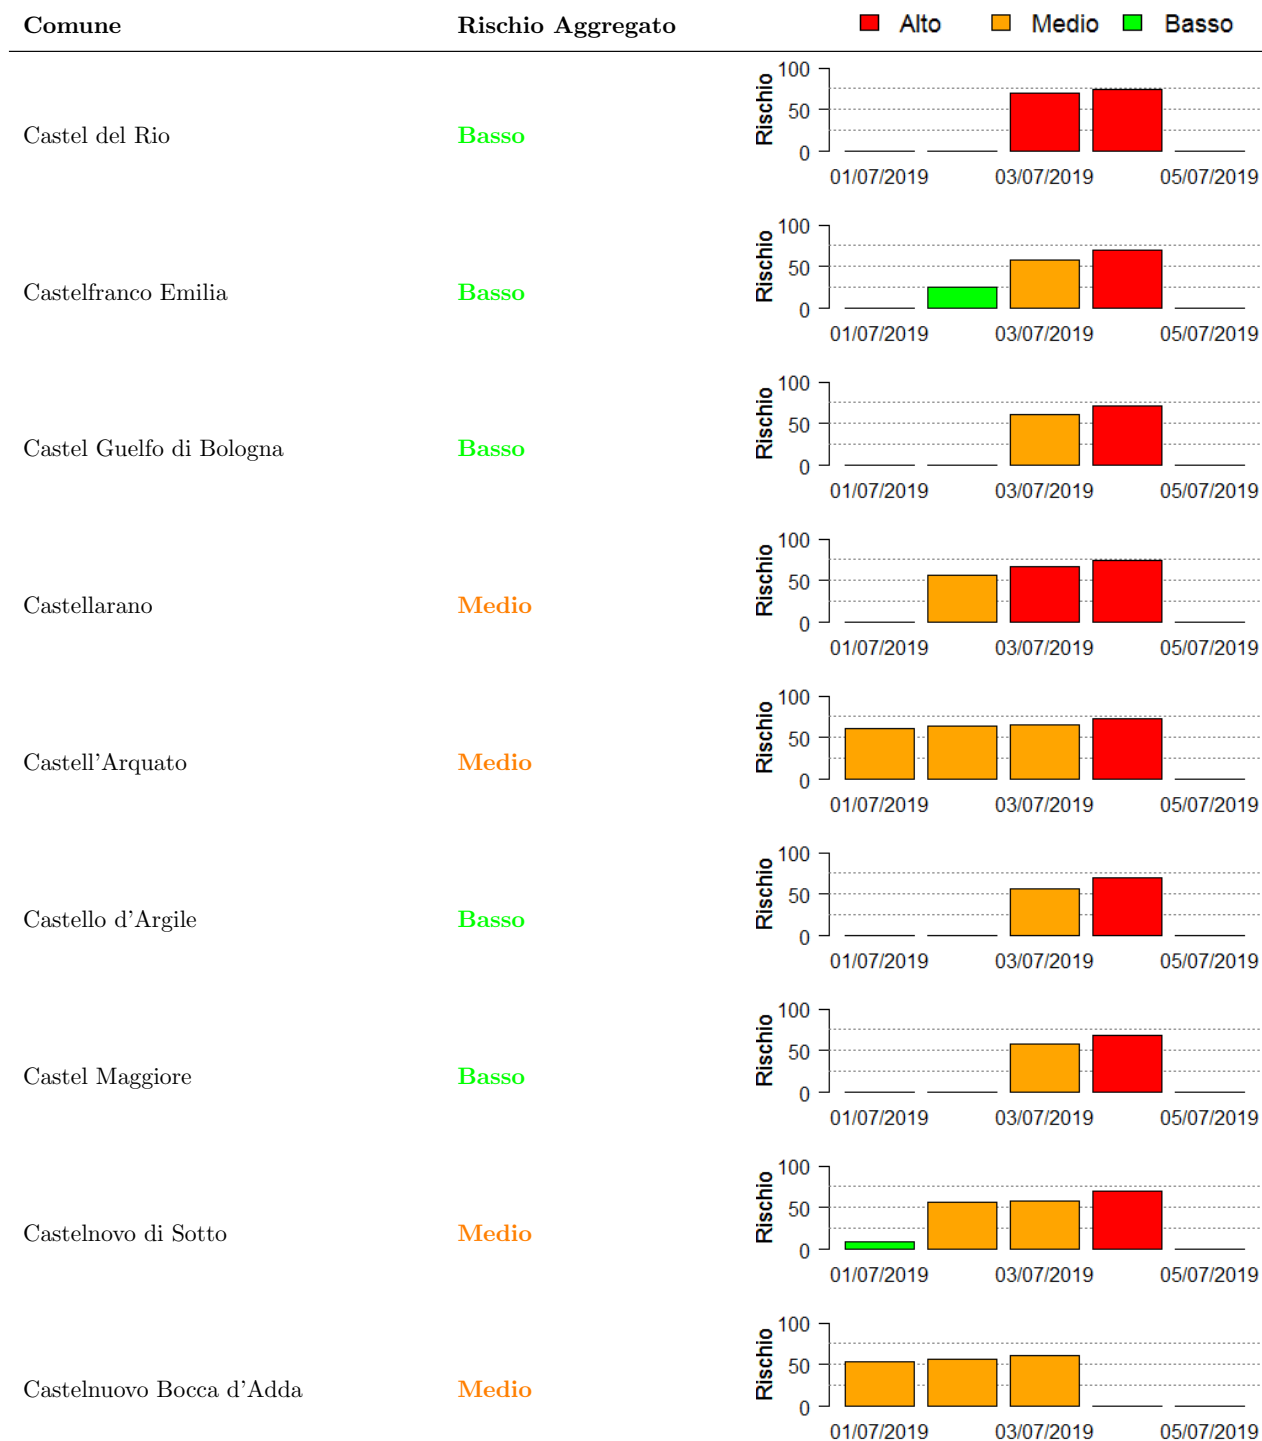 Comune Rischio Aggregato Alto Medio Basso
100
50
0
Rischio
Castel del Rio Basso
01/07/2019 03/07/2019 05/07/2019
100
50
0
Rischio
Castelfranco Emilia Basso
01/07/2019 03/07/2019 05/07/2019
100
50
0
Rischio
Castel Guelfo di Bologna Basso
01/07/2019 03/07/2019 05/07/2019
100
50
0
Rischio
Castellarano Medio
01/07/2019 03/07/2019 05/07/2019
100
50
0
Rischio
Castell'Arquato Medio
01/07/2019 03/07/2019 05/07/2019
100
50
0
Rischio
Castello d'Argile Basso
01/07/2019 03/07/2019 05/07/2019
100
50
0
Rischio
Castel Maggiore Basso
01/07/2019 03/07/2019 05/07/2019
100
50
0
Rischio
Castelnovo di Sotto Medio
01/07/2019 03/07/2019 05/07/2019
100
50
0
Rischio
Castelnuovo Bocca d'Adda Medio
01/07/2019 03/07/2019 05/07/2019